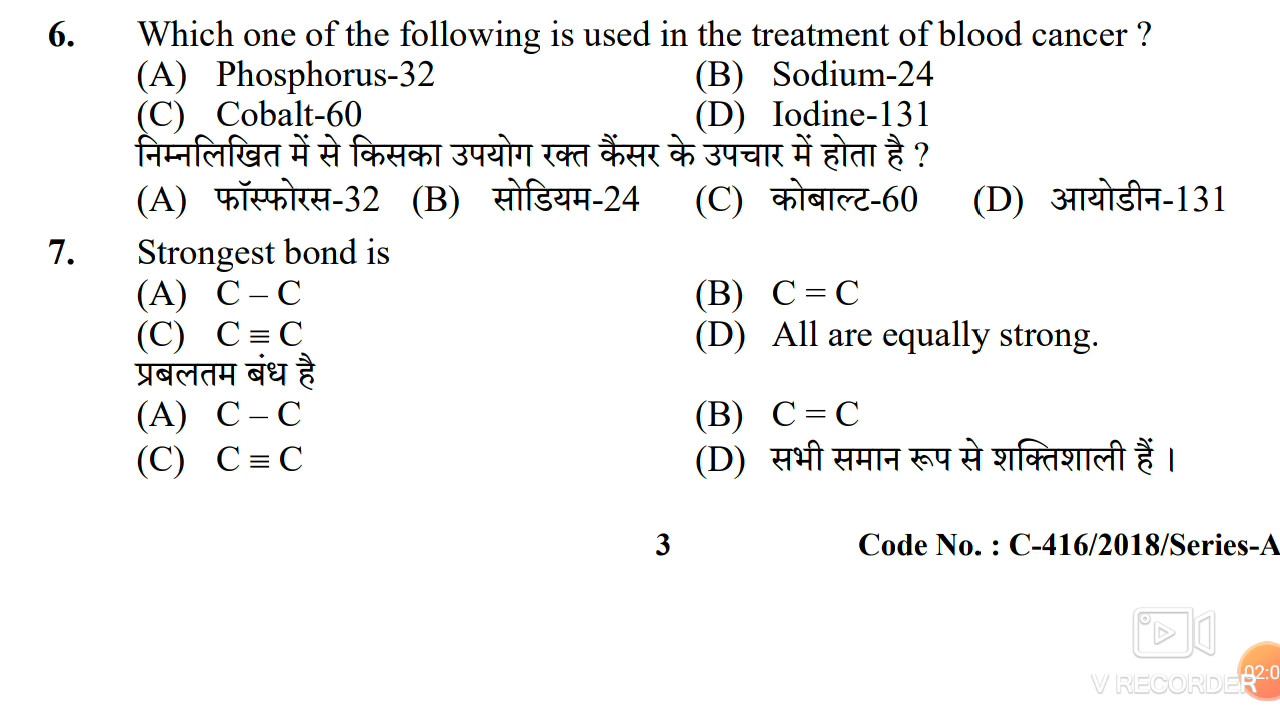 6. Which one of the following is used in the treatment of blood cancer ?
(A) Phosphorus-32 (B) Sodium-24
(C) Cobalt-60 (D) Iodine-131
निम्नलिखित में से किसका उपयोग रक्त कैंसर के उपचार में होता है ?
(A) फॉस्फोरस-32 (B) सोडियम-24 (C) कोबाल्ट-60 (D) आयोडीन-131
7. Strongest bond is
(A) C – C (B) C = C
(C) C ≡ C (D) All are equally strong.
प्रबलतम बंध है
(A) C – C (B) C = C
(C) C ≡ C (D) सभी समान रूप से शक्तिशाली हैं ।
3 Code No. : C-416/2018/Series-A
V RECORDER
02:0